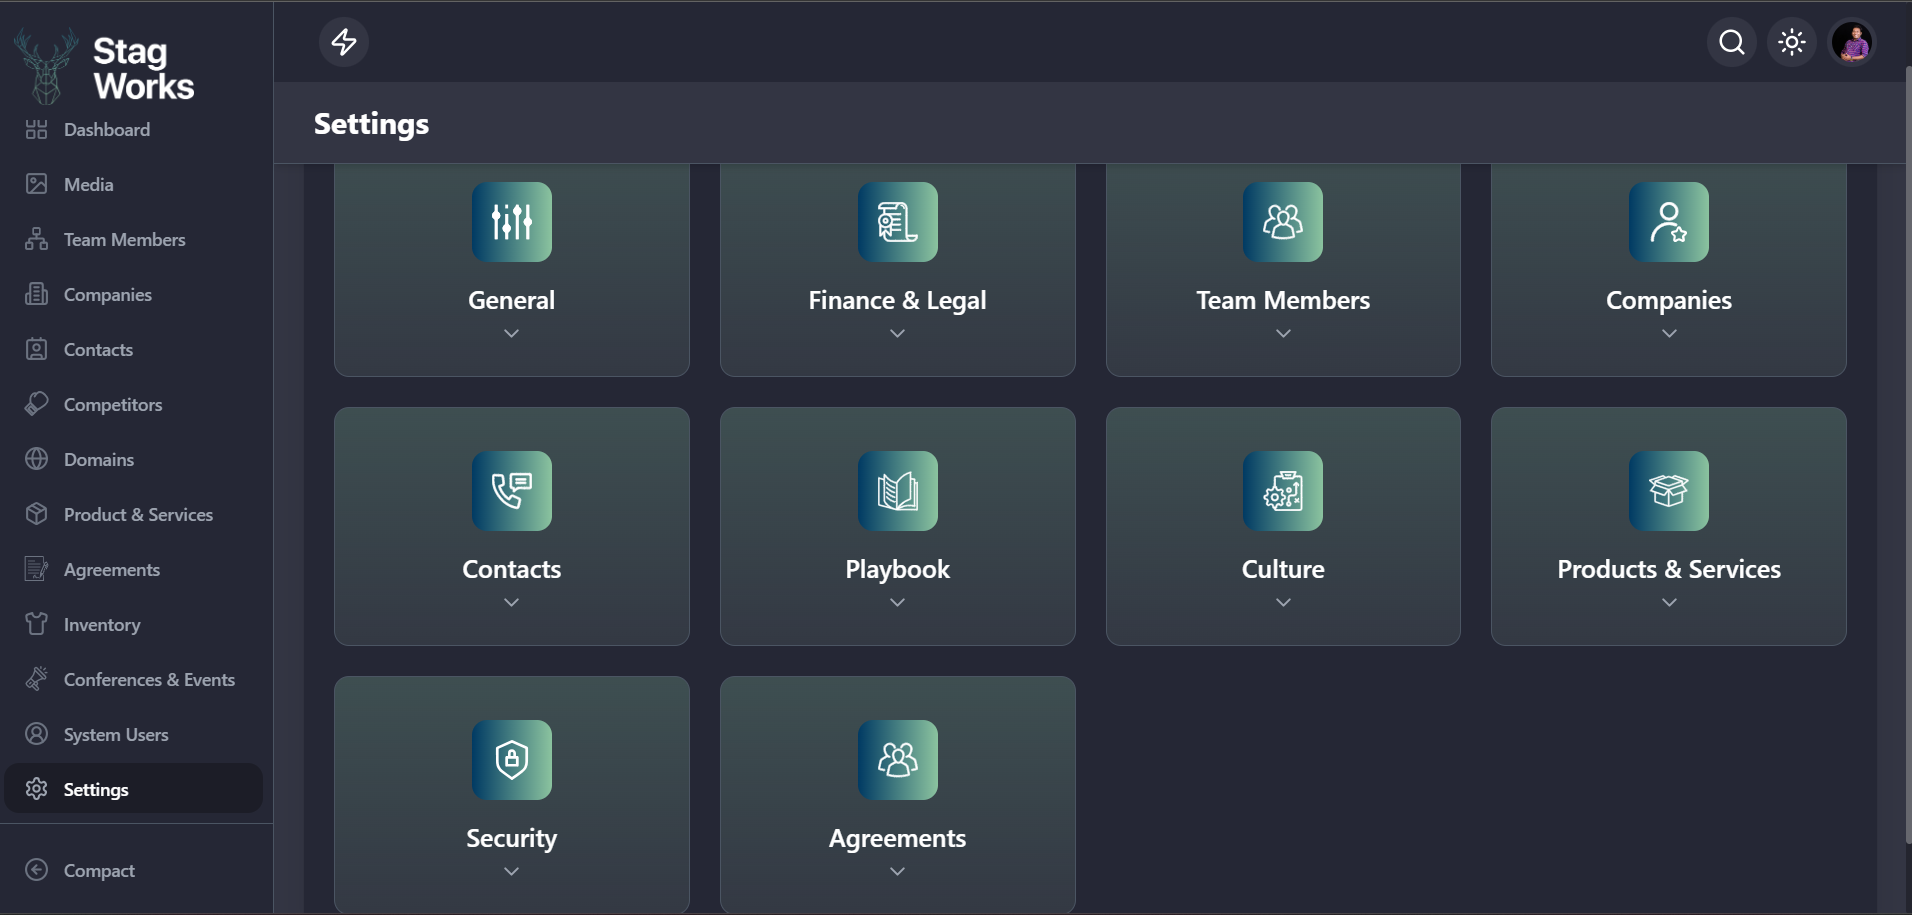 Stag
Works
Dashboard
Media
Team Members
Companies
Contacts
Competitors
Domains
Product & Services
Agreements
Inventory
Conferences & Events
System Users
Settings
Compact
Settings
General
Finance & Legal
Team Members
Companies
Contacts
Playbook
Culture
Products & Services
Security
Agreements